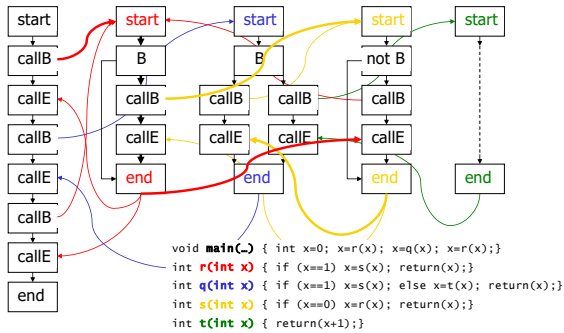 start start start start start
callB B B not B
callE callB callB callB callB
callB callE callE callE callE
callE end end end end
callB
callE
end
void main(…) { int x=0; x=r(x); x=q(x); x=r(x);}
int r(int x) { if (x==1) x=s(x); return(x);}
int q(int x) { if (x==1) x=s(x); else x=t(x); return(x);}
int s(int x) { if (x==0) x=r(x); return(x);}
int t(int x) { return(x+1);}